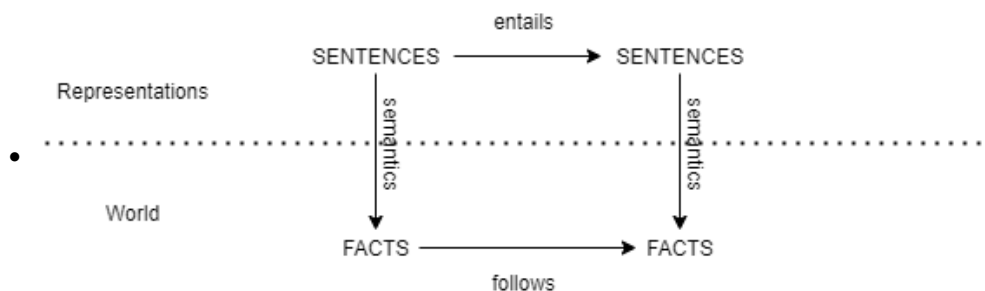 entails
SENTENCES SENTENCES
Representations
semantics semantics
World
FACTS FACTS
follows